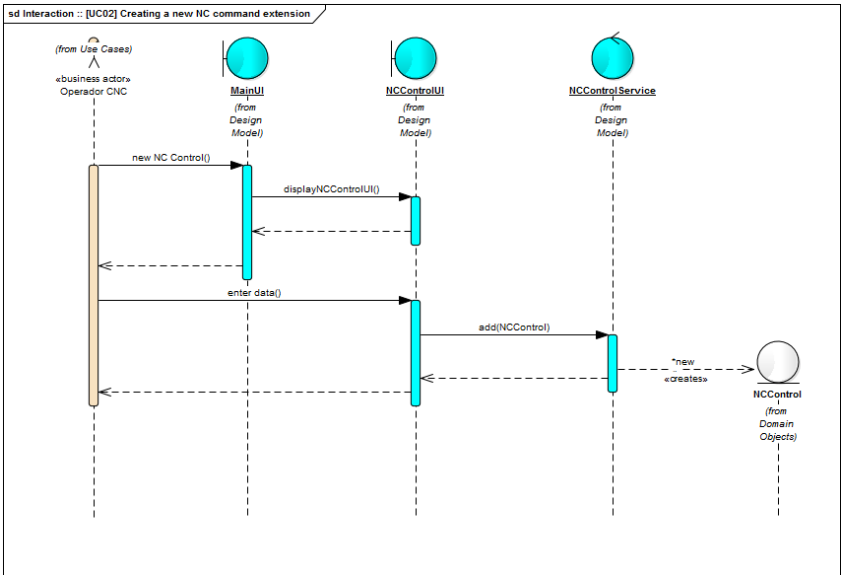 sd Interaction :: [UC02] Creating a new NC command extension
(from Use Cases)
«business actor»
Operador CNC
MainUI
(from
Design
Model)
NCControlUI
(from
Design
Model)
NCControlService
(from
Design
Model)
new NC Control()
displayNCControlUI()
enter data()
add(NCControl)
*new
«creates»
NCControl
(from
Domain
Objects)